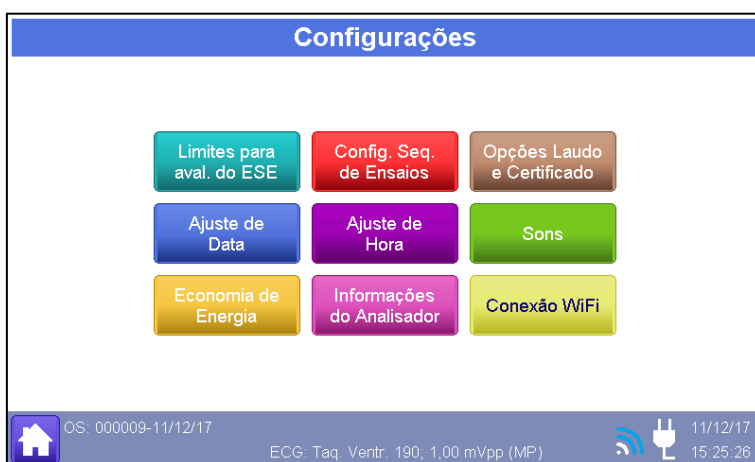 Configurações
Limites para
aval. do ESE
Config. Seq.
de Ensaios
Opções Laudo
e Certificado
Ajuste de
Data
Ajuste de
Hora
Sons
Economia de
Energia
Informações
do Analisador
Conexão WiFi
OS: 000009-11/12/17
11/12/17
ECG: Taq. Ventr. 190; 1,00 mVpp (MP)
15:25:26